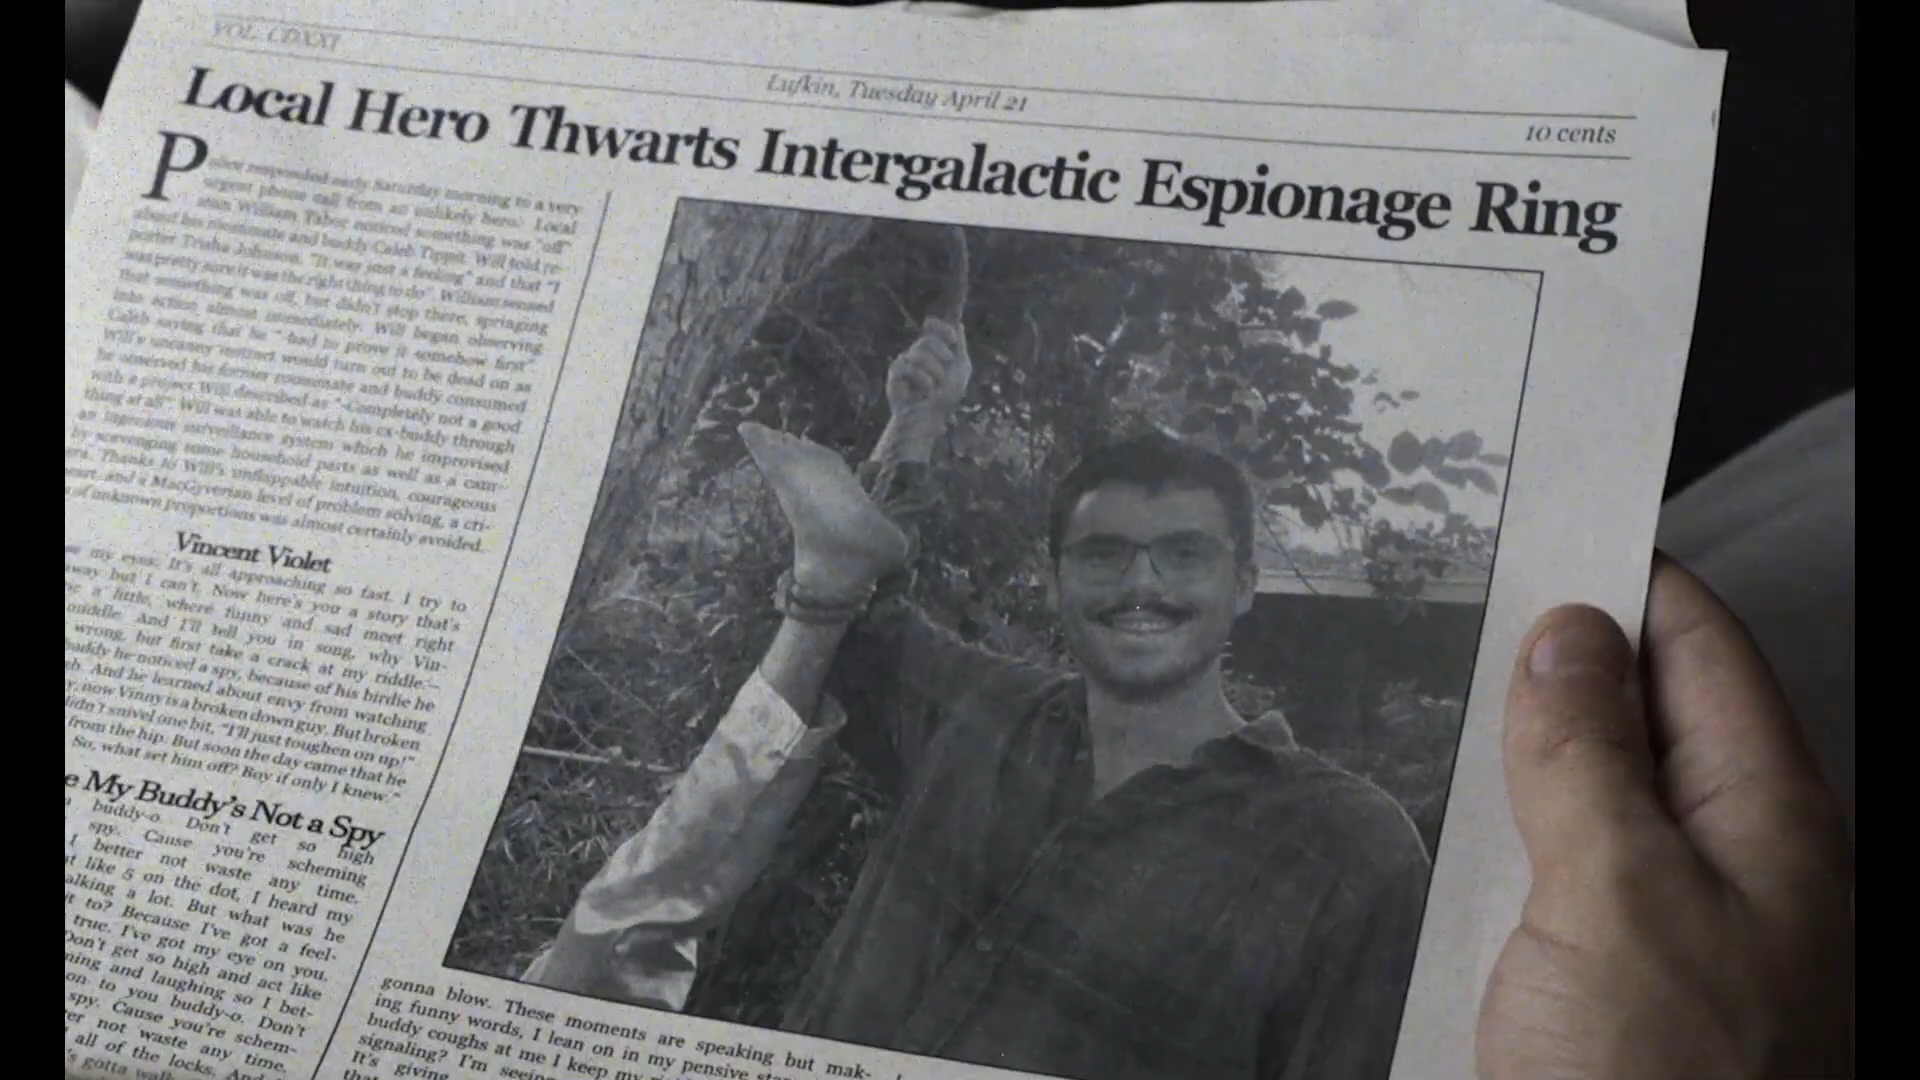 VOL. CDXXI
Lufkin, Tuesday April 21
10 cents
Local Hero Thwarts Intergalactic Espionage Ring
Police responded early Saturday morning to a very
urgent phone call from an unlikely hero. Local
man William Tabor noticed something was "off"
about his roommate and buddy Caleb Tippit. Will told re-
porter Trisha Johnson, "It was just a feeling" and that "I
was pretty sure it was the right thing to do". William sensed
that something was off, but didn't stop there, springing
into action almost immediately. Will began observing
Caleb saying that he "had to prove it somehow first"
Will's uncanny instinct would turn out to be dead on as
he observed his former roommate and buddy consumed
with a project Will described as "Completely not a good
thing at all" Will was able to watch his ex-buddy through
an ingenious surveillance system which he improvised
by scavenging some household parts as well as a cam-
era. Thanks to Will's unflappable intuition, courageous
heart, and a MacGyverian level of problem solving, a cri-
of unknown proportions was almost certainly avoided.
Vincent Violet
my eyes. It's all approaching so fast. I try to
away but I can't. Now here's you a story that's
a little, where funny and sad meet right
middle. And I'll tell you in song, why Vin-
wrong, but first take a crack at my riddle.
buddy he noticed a spy, because of his birdie he
And he learned about envy from watching
now Vinny is a broken down guy. But broken
didn't snivel one bit, "I'll just toughen on up!"
from the hip. But soon the day came that he
So, what set him off? Boy if only I knew."
My Buddy's Not a Spy
buddy-o. Don't get so high
spy. Cause you're scheming
I better not waste any time.
at like 5 on the dot, I heard my
talking a lot. But what was he
to? Because I've got a feel-
true. I've got my eye on you.
Don't get so high and act like
ning and laughing so I bet-
on to you buddy-o. Don't
spy. Cause you're schem-
not waste any time.
all of the locks. And
gotta
gonna blow. These moments are speaking but mak-
ing funny words, I lean on in my pensive
buddy coughs at me I keep my
signaling? I'm seeing
It's giving
that